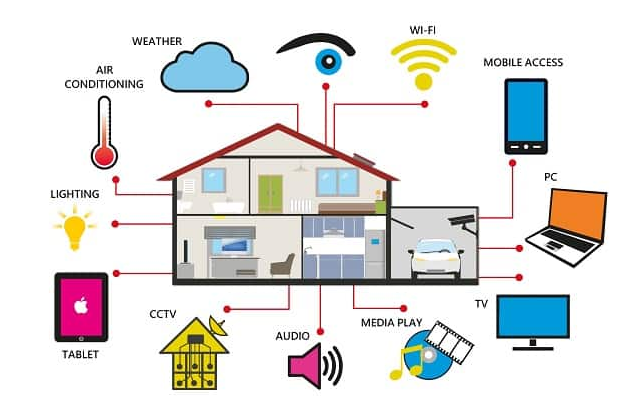 WEATHER
WI-FI
AIR
CONDITIONING
MOBILE ACCESS
LIGHTING
PC
TV
CCTV
MEDIA PLAY
AUDIO
TABLET